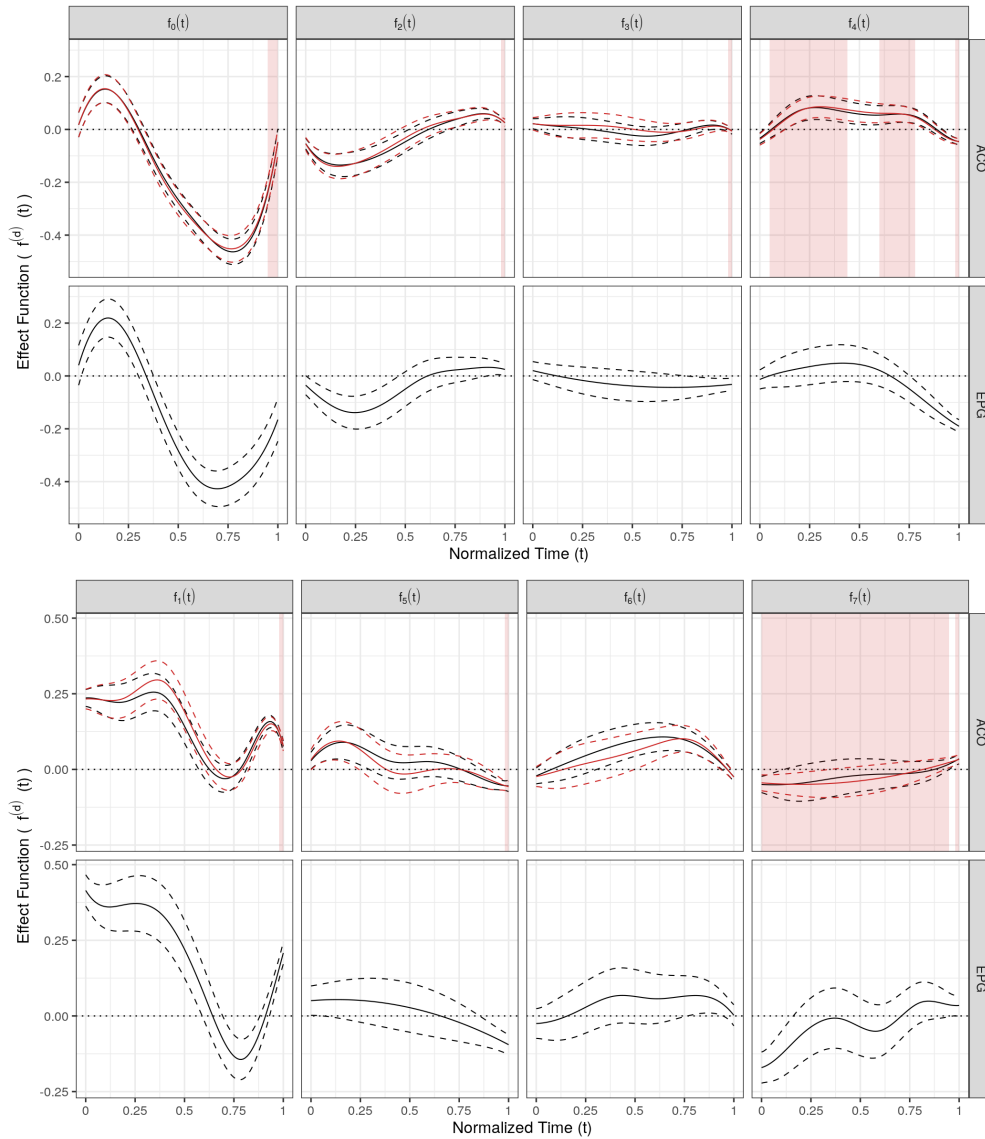 f0(t) f2(t) f3(t) f4(t)
0.2
0.0
-0.2
-0.4
ACO
0.2
0.0
-0.2
-0.4
EPG
Effect Function ( f(d) (t) )
0 0.25 0.5 0.75 1 0 0.25 0.5 0.75 1 0 0.25 0.5 0.75 1 0 0.25 0.5 0.75 1
Normalized Time (t)
f1(t) f5(t) f6(t) f7(t)
0.50
0.25
0.00
-0.25
ACO
0.50
0.25
0.00
-0.25
EPG
Effect Function ( f(d) (t) )
0 0.25 0.5 0.75 1 0 0.25 0.5 0.75 1 0 0.25 0.5 0.75 1 0 0.25 0.5 0.75 1
Normalized Time (t)